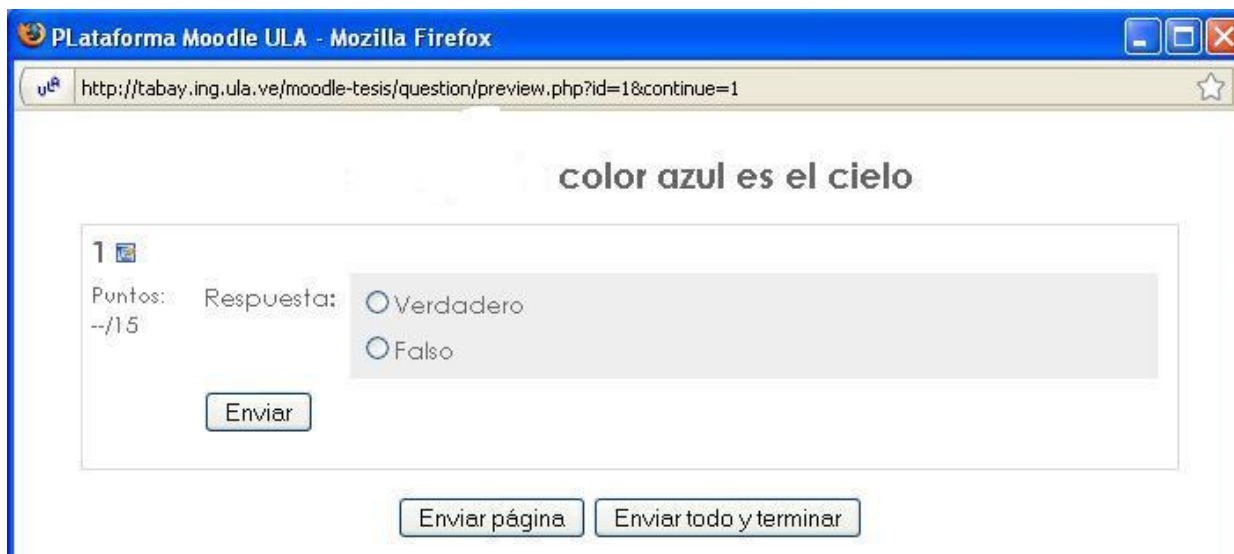 PLataforma Moodle ULA - Mozilla Firefox
ULA http://tabay.ing.ula.ve/moodle-tesis/question/preview.php?id=1&continue=1
color azul es el cielo
1
Puntos: Respuesta: Verdadero
--/15
Falso
Enviar
Enviar página Enviar todo y terminar